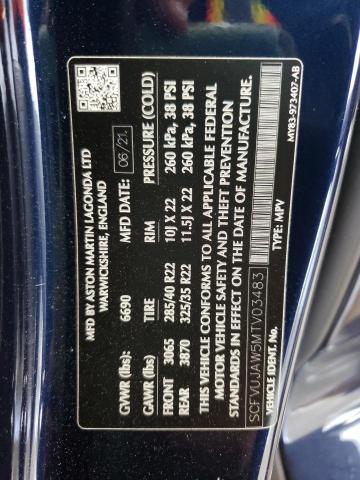 MFD BY ASTON MARTIN LAGONDA LTD
WARWICKSHIRE, ENGLAND
GVWR (lbs): 6690 MFD DATE: 06/21
GAWR (lbs): TIRE RIM PRESSURE (COLD)
FRONT 3065 285/40 R22 10J X 22 260 kPa, 38 PSI
REAR 3870 325/35 R22 11.5J X 22 260 kPa, 38 PSI
THIS VEHICLE CONFORMS TO ALL APPLICABLE FEDERAL
MOTOR VEHICLE SAFETY AND THEFT PREVENTION
STANDARDS IN EFFECT ON THE DATE OF MANUFACTURE.
SCFVUJAW5MTV03483
VEHICLE IDENT. No. TYPE: MPV
MY83-973407-AB